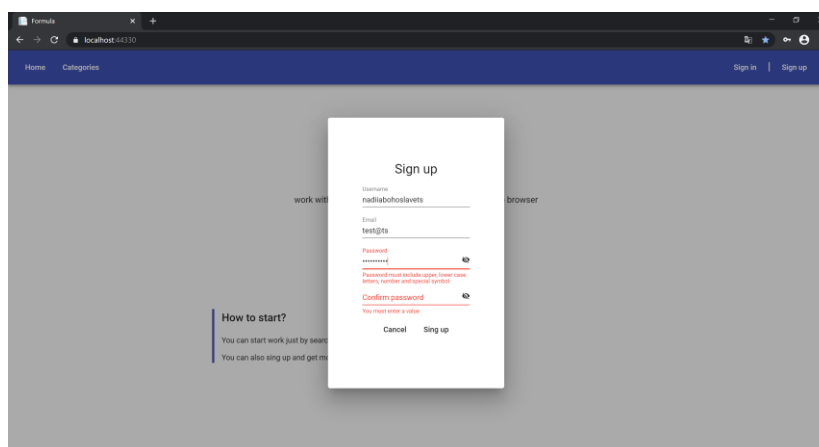 Formula
localhost:44330
Home Categories Sign in | Sign up
Sign up
Username
nadiiabohoslavets
work with browser
Email
test@ts
Password
••••••••••
Password must include upper, lower case
letters, number and special symbol
Confirm password
You must enter a value
How to start?
Cancel Sing up
You can start work just by searc
You can also sing up and get m